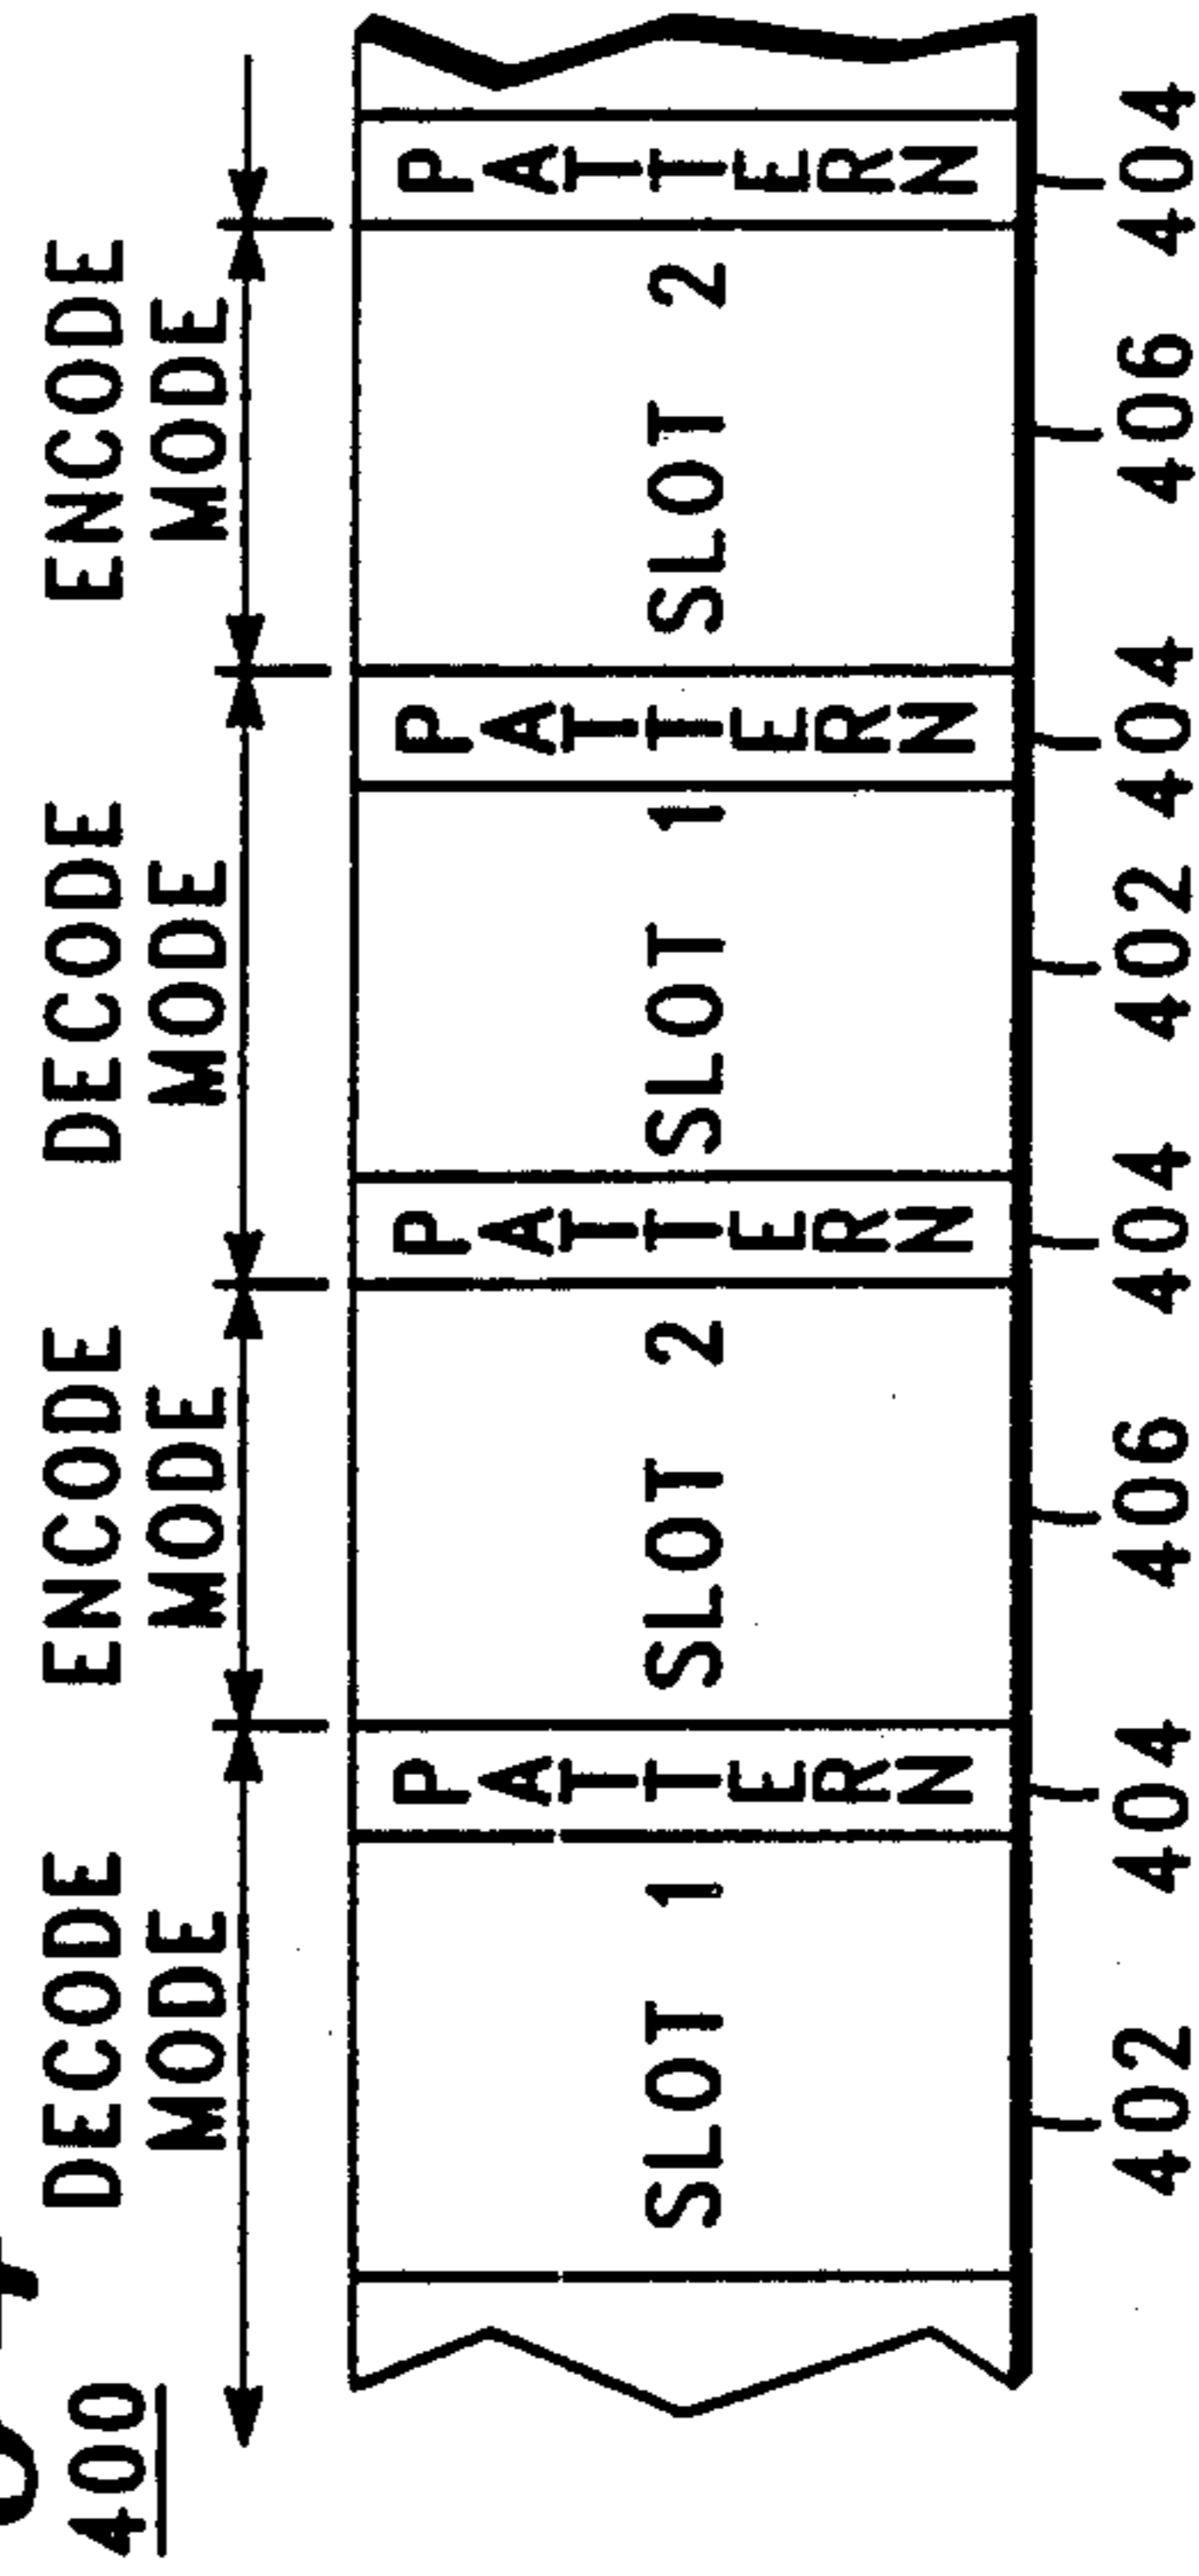 400
DECODE MODE
ENCODE MODE
DECODE MODE
ENCODE MODE
SLOT 1
PATTERN
SLOT 2
PATTERN
SLOT 1
PATTERN
SLOT 2
PATTERN
402
404
406
404
402
404
406
404